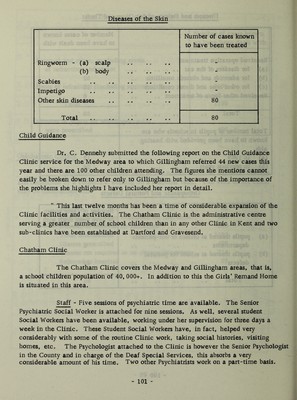 Diseases of the Skin
Number of cases known
to have been treated
Ringworm - (a) scalp .. .. .. -
(b) body .. .. .. -
Scabies .. .. .. .. .. -
Impetigo .. .. .. .. -
Other skin diseases .. .. .. 80
Total .. .. .. .. 80
Child Guidance
Dr. C. Dennehy submitted the following report on the Child Guidance
Clinic service for the Medway area to which Gillingham referred 44 new cases this
year and there are 100 other children attending. The figures she mentions cannot
easily be broken down to refer only to Gillingham but because of the importance of
the problems she highlights I have included her report in detail.
" This last twelve months has been a time of considerable expansion of the
Clinic facilities and activities. The Chatham Clinic is the administrative centre
serving a greater number of school children than in any other Clinic in Kent and two
sub-clinics have been established at Dartford and Gravesend.
Chatham Clinic
The Chatham Clinic covers the Medway and Gillingham areas, that is,
a school children population of 40,000+. In addition to this the Girls' Remand Home
is situated in this area.
Staff - Five sessions of psychiatric time are available. The Senior
Psychiatric Social Worker is attached for nine sessions. As well, several student
Social Workers have been available, working under her supervision for three days a
week in the Clinic. These Student Social Workers have, in fact, helped very
considerably with some of the routine Clinic work, taking social histories, visiting
homes, etc. The Psychologist attached to the Clinic is however the Senior Psychologist
in the County and in charge of the Deaf Special Services, this absorbs a very
considerable amount of his time. Two other Psychiatrists work on a part-time basis.
- 101 -